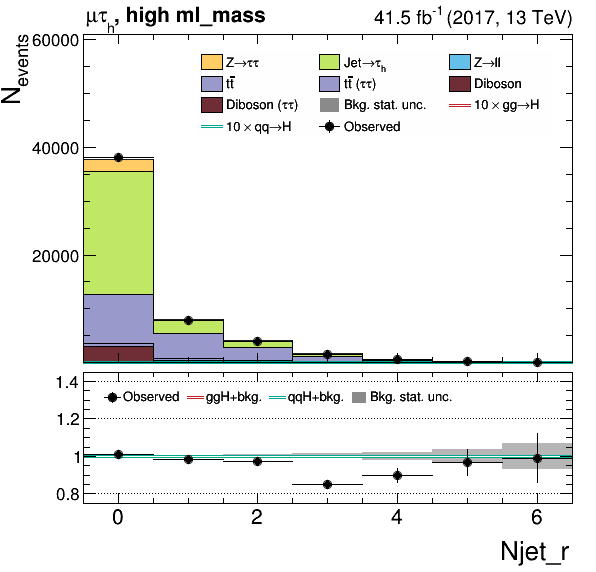 μτh, high ml_mass 41.5 fb-1 (2017, 13 TeV)
Nevents
60000
40000
20000
Z→ττ Jet→τh Z→ll
tt̄ tt̄ (ττ) Diboson
Diboson (ττ) Bkg. stat. unc. 10 × gg→H
10 × qq→H Observed
1.4
1.2
1
0.8
Observed ggH+bkg. qqH+bkg. Bkg. stat. unc.
0 2 4 6
Njet_r